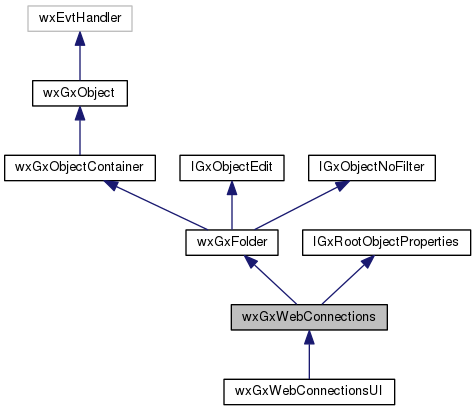 wxEvtHandler
wxGxObject
wxGxObjectContainer
IGxObjectEdit
IGxObjectNoFilter
wxGxFolder
IGxRootObjectProperties
wxGxWebConnections
wxGxWebConnectionsUI